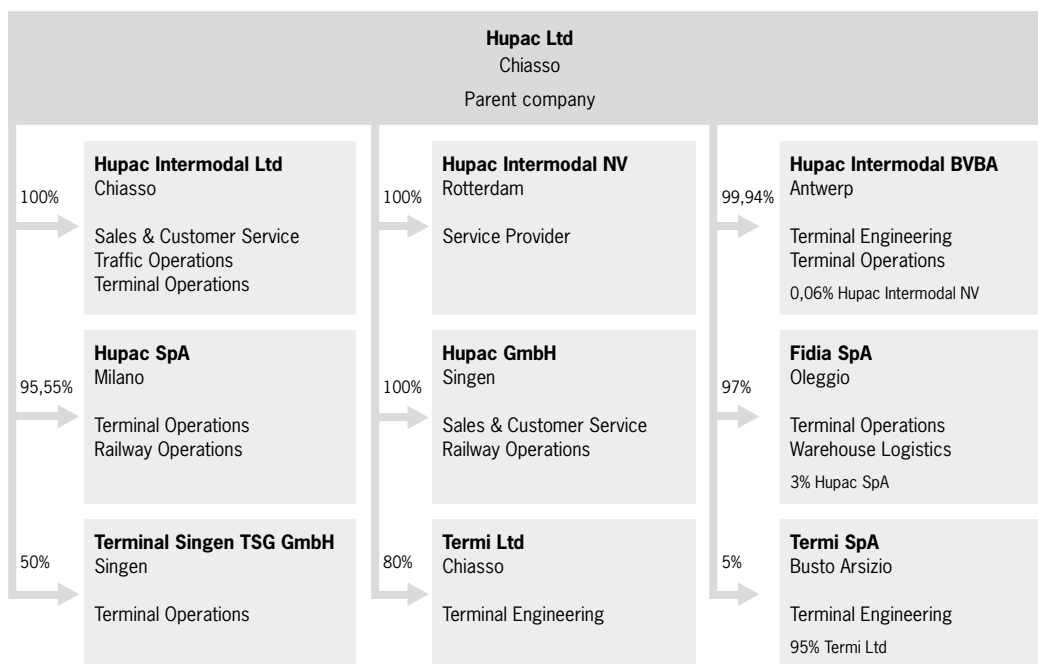 Hupac Ltd
Chiasso
Parent company
100%
Hupac Intermodal Ltd
Chiasso
Sales & Customer Service
Traffic Operations
Terminal Operations
100%
Hupac Intermodal NV
Rotterdam
Service Provider
99,94%
Hupac Intermodal BVBA
Antwerp
Terminal Engineering
Terminal Operations
0,06% Hupac Intermodal NV
95,55%
Hupac SpA
Milano
Terminal Operations
Railway Operations
100%
Hupac GmbH
Singen
Sales & Customer Service
Railway Operations
97%
Fidia SpA
Oleggio
Terminal Operations
Warehouse Logistics
3% Hupac SpA
50%
Terminal Singen TSG GmbH
Singen
Terminal Operations
80%
Termi Ltd
Chiasso
Terminal Engineering
5%
Termi SpA
Busto Arsizio
Terminal Engineering
95% Termi Ltd